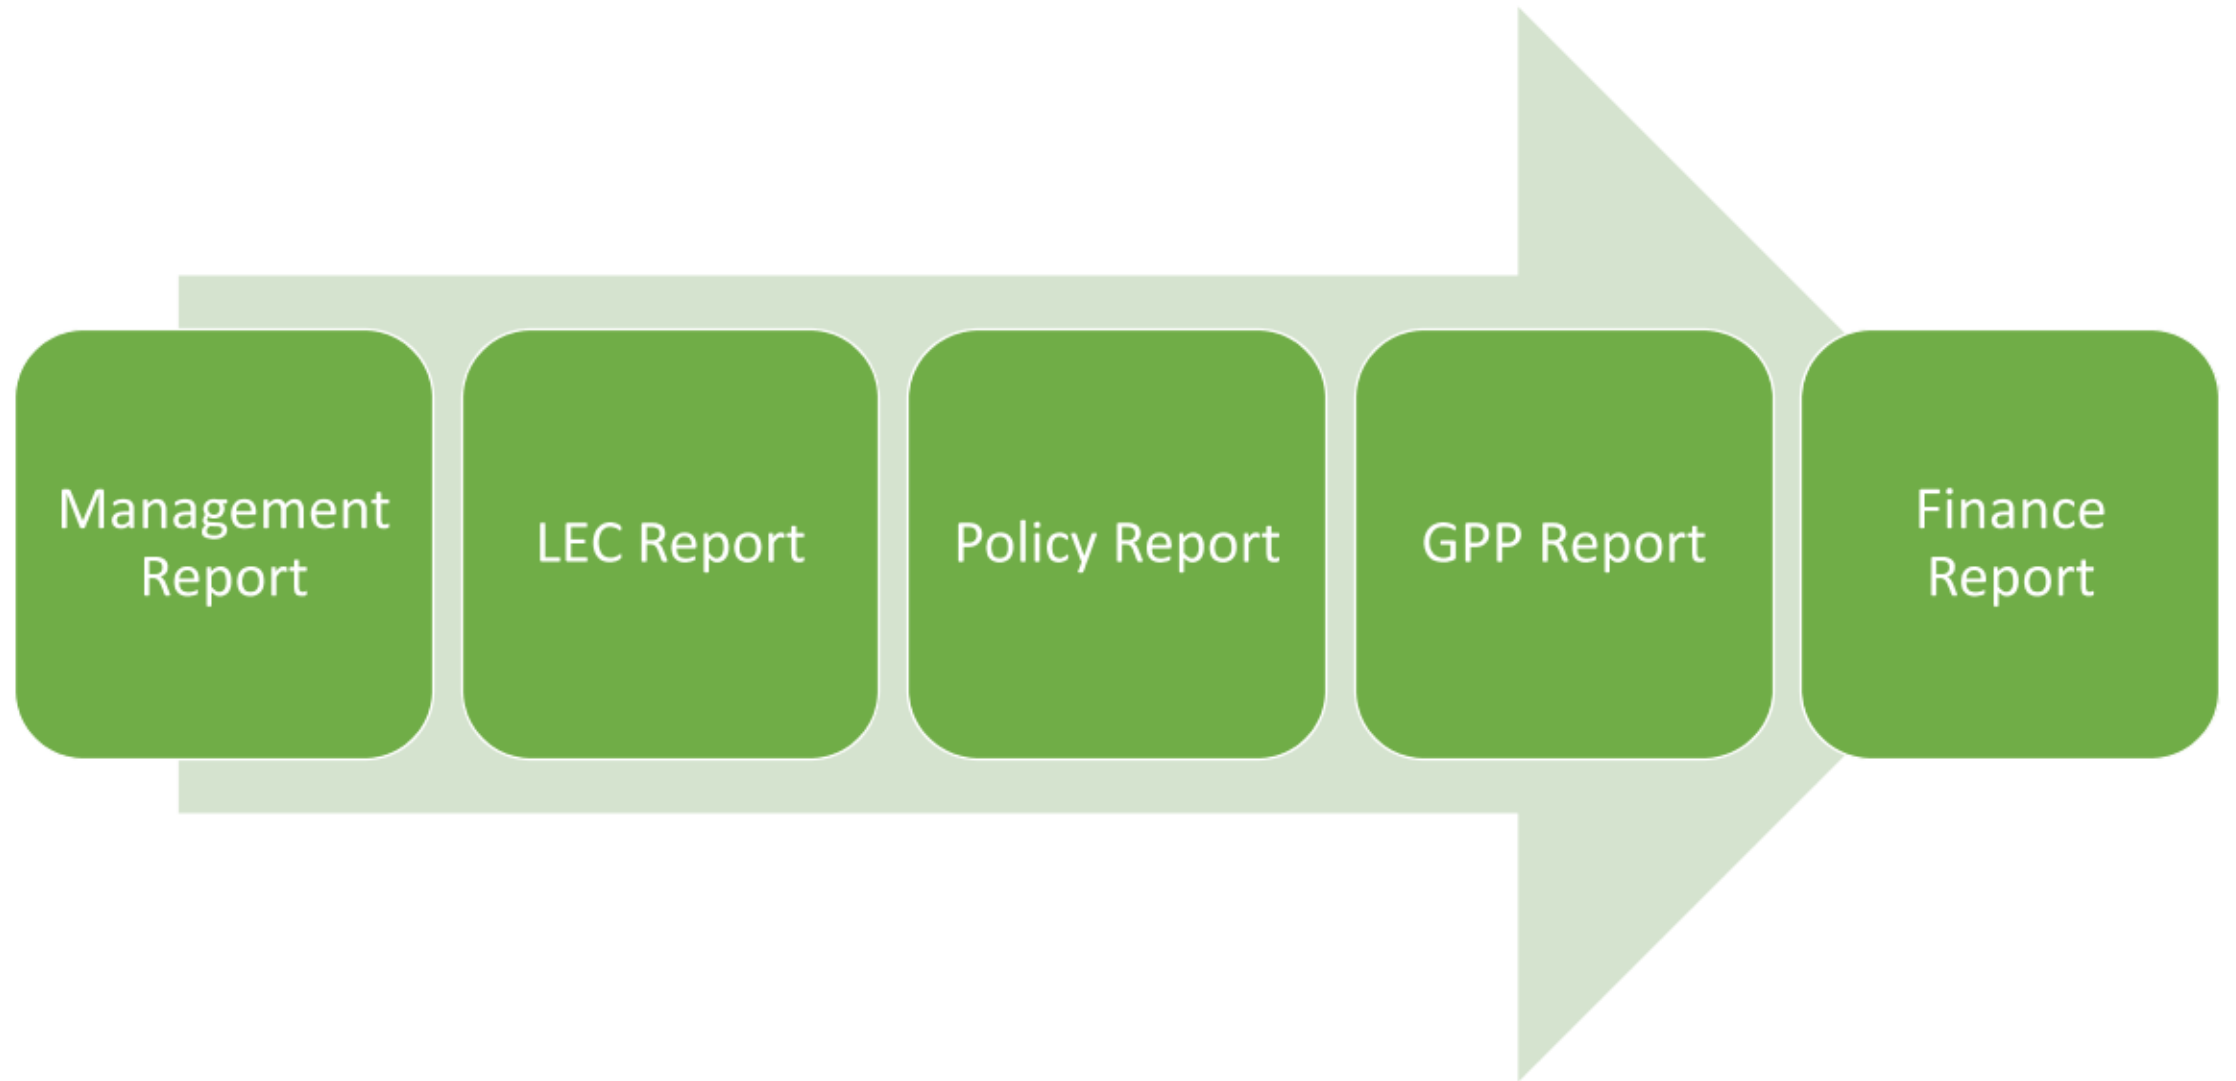 Management
Report
LEC Report
Policy Report
GPP Report
Finance
Report